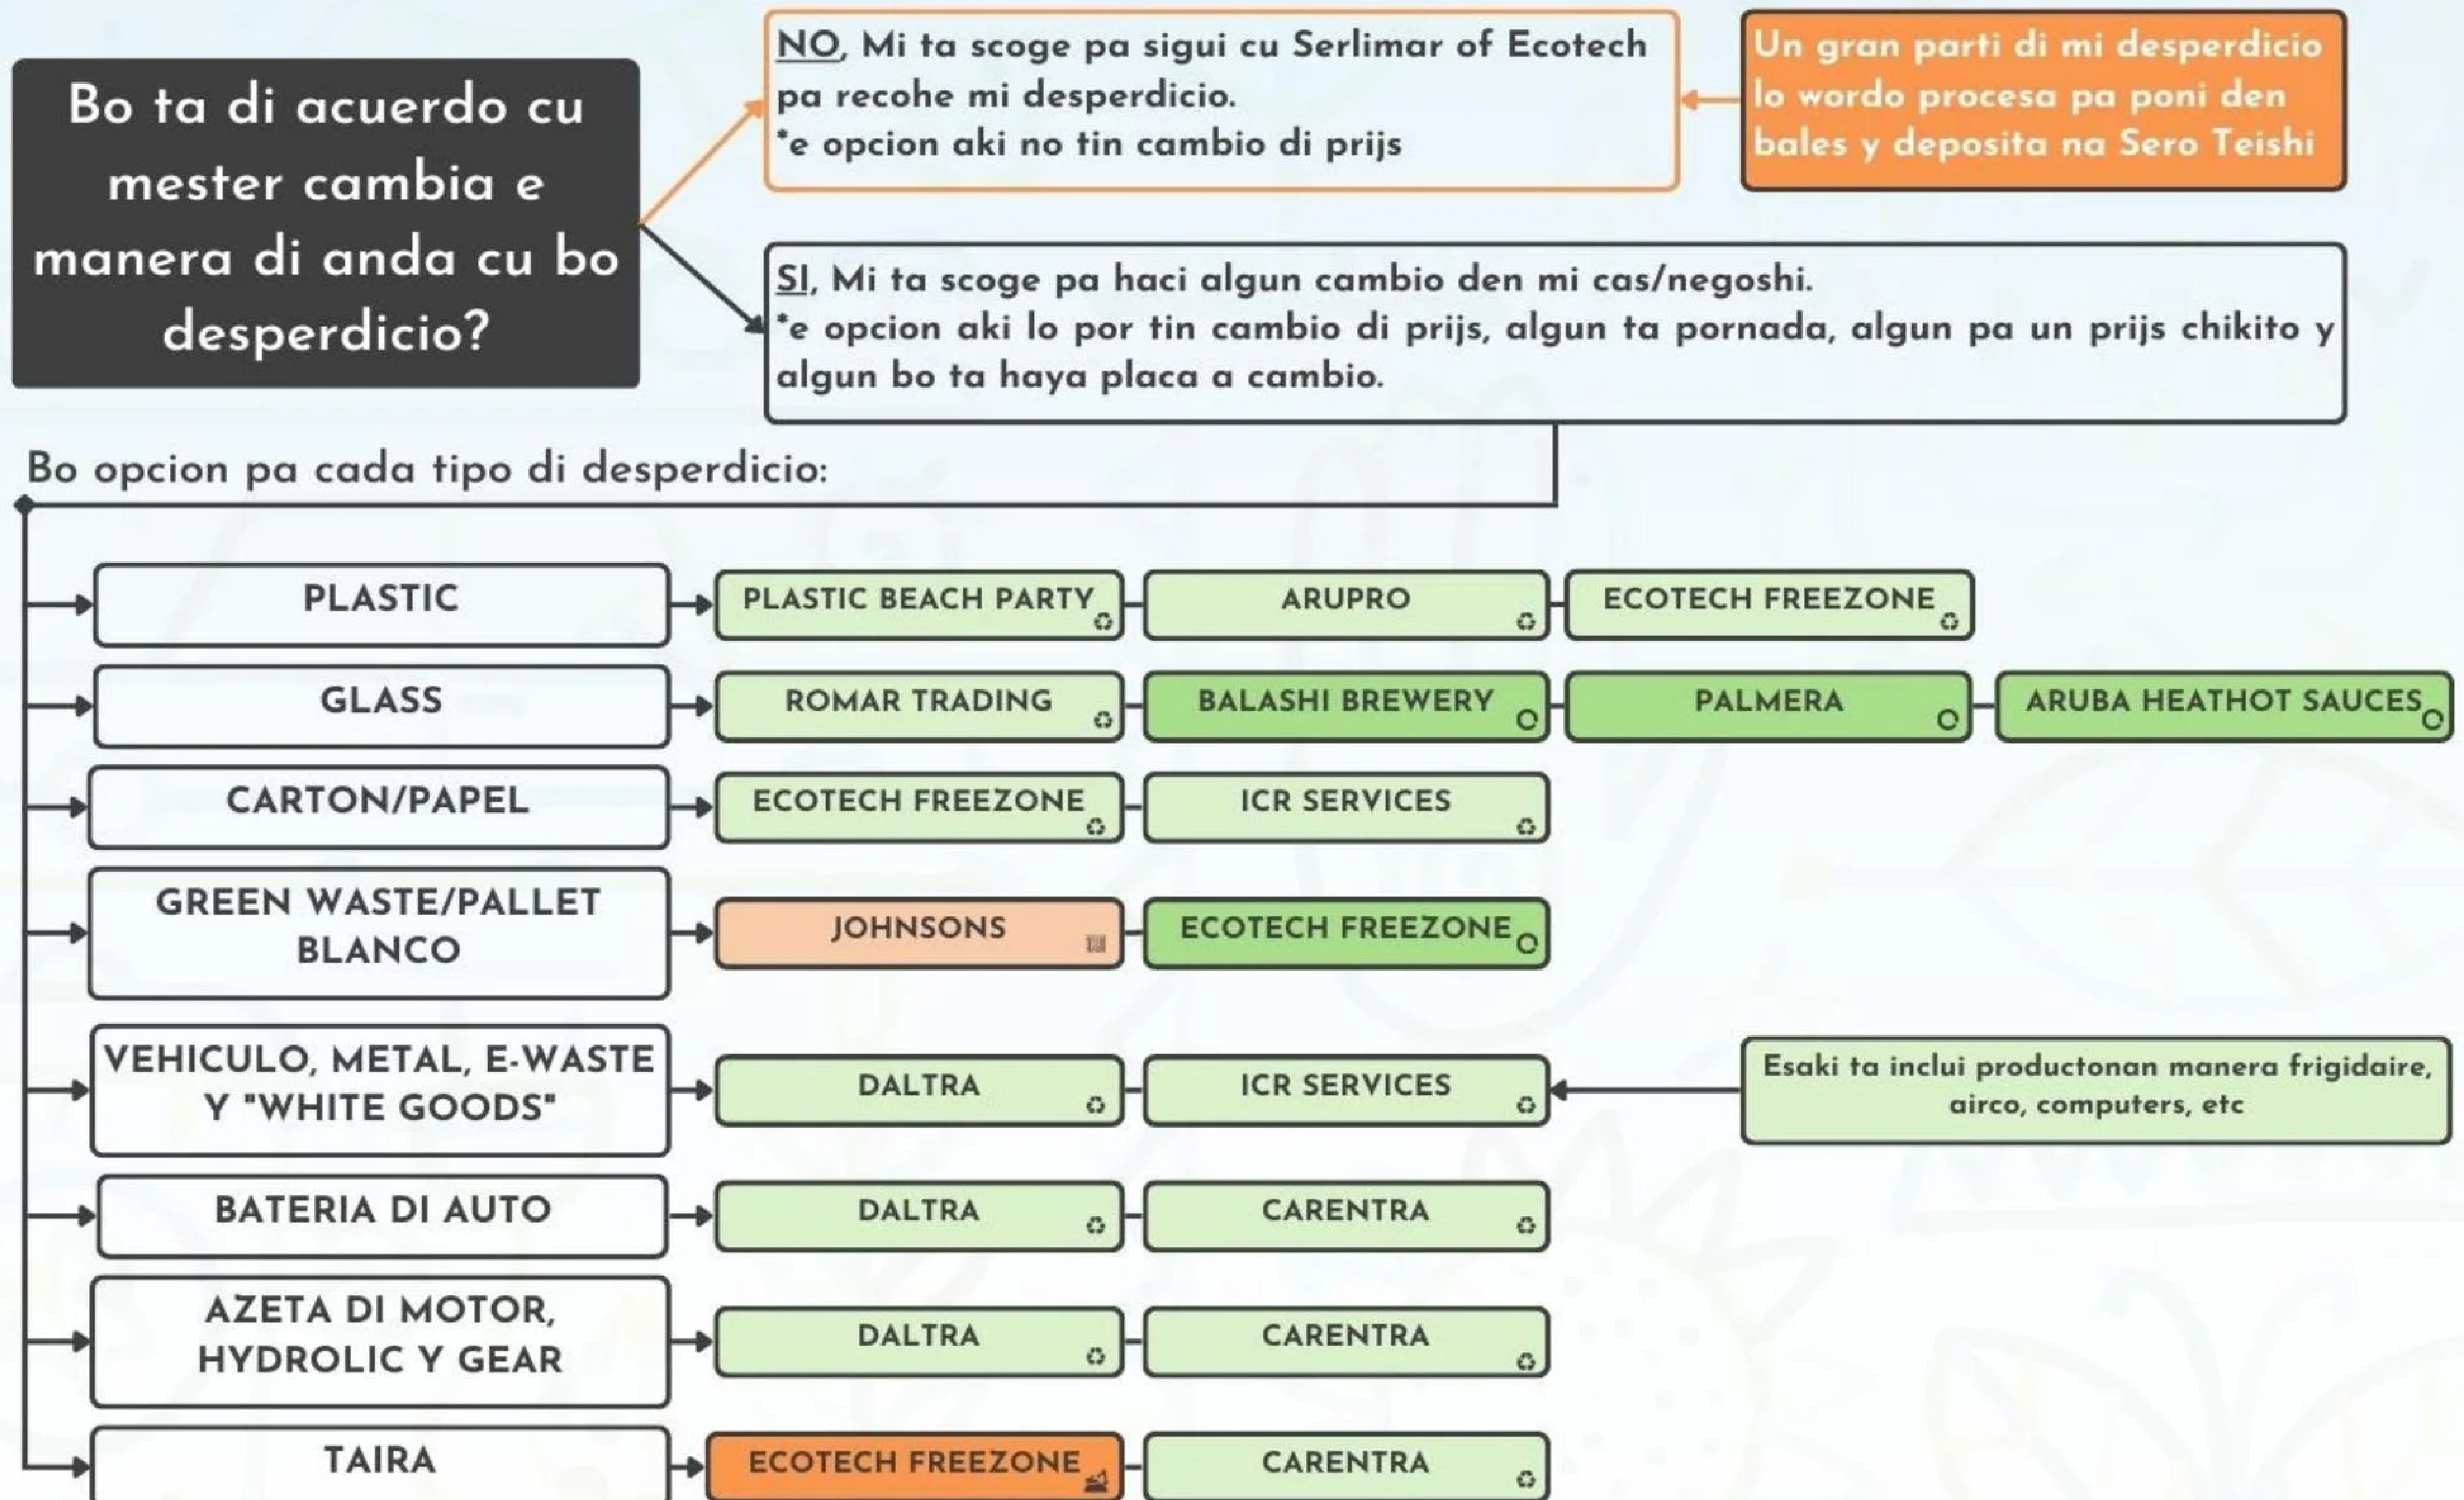 Bo ta di acuerdo cu
mester cambia e
manera di anda cu bo
desperdicio?
NO, Mi ta scoge pa sigui cu Serlimar of Ecotech
pa recohe mi desperdicio.
*e opcion aki no tin cambio di prijs
Un gran parti di mi desperdicio
lo wordo procesa pa poni den
bales y deposita na Sero Teishi
SI, Mi ta scoge pa haci algun cambio den mi cas/negoshi.
*e opcion aki lo por tin cambio di prijs, algun ta pornada, algun pa un prijs chikito y
algun bo ta haya placa a cambio.
Bo opcion pa cada tipo di desperdicio:
PLASTIC
PLASTIC BEACH PARTY
ARUPRO
ECOTECH FREEZONE
GLASS
ROMAR TRADING
BALASHI BREWERY
PALMERA
ARUBA HEATHOT SAUCES
CARTON/PAPEL
ECOTECH FREEZONE
ICR SERVICES
GREEN WASTE/PALLET
BLANCO
JOHNSONS
ECOTECH FREEZONE
VEHICULO, METAL, E-WASTE
Y "WHITE GOODS"
DALTRA
ICR SERVICES
Esaki ta inclui productonan manera frigidaire,
airco, computers, etc
BATERIA DI AUTO
DALTRA
CARENTRA
AZETA DI MOTOR,
HYDROLIC Y GEAR
DALTRA
CARENTRA
TAIRA
ECOTECH FREEZONE
CARENTRA